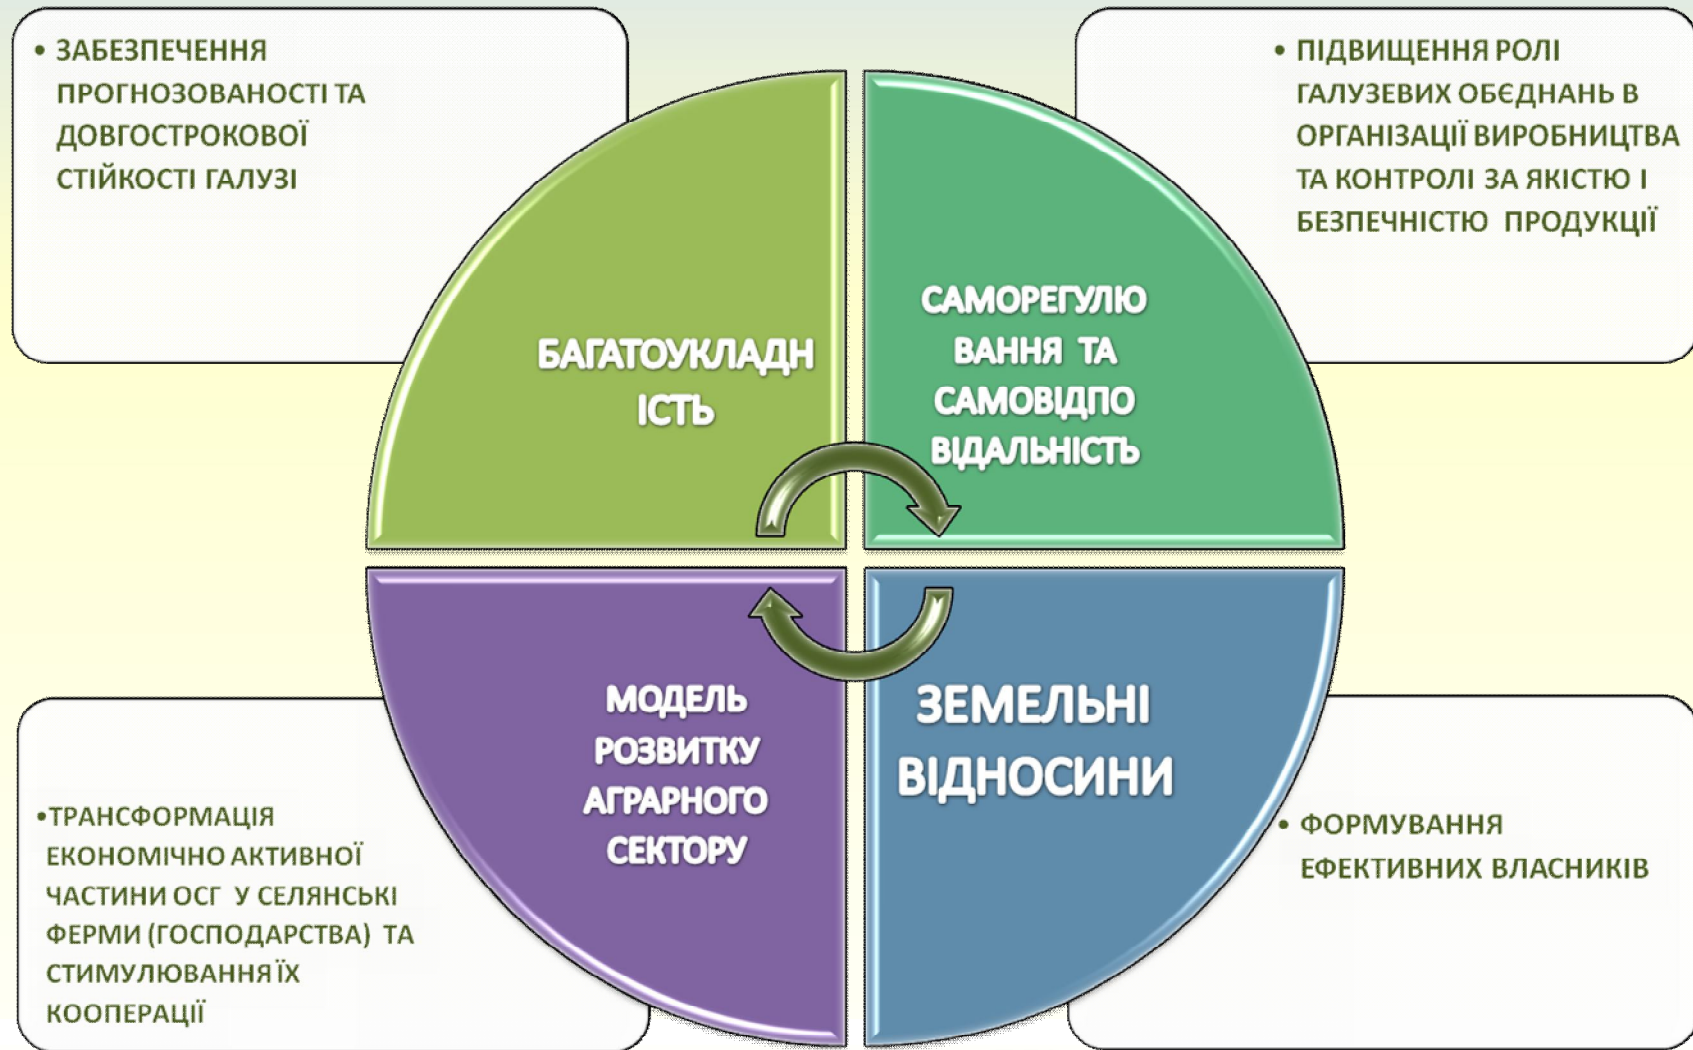 • ЗАБЕЗПЕЧЕННЯ
ПРОГНОЗОВАНОСТІ ТА
ДОВГОСТРОКОВОЇ
СТІЙКОСТІ ГАЛУЗІ
• ПІДВИЩЕННЯ РОЛІ
ГАЛУЗЕВИХ ОБЄДНАНЬ В
ОРГАНІЗАЦІЇ ВИРОБНИЦТВА
ТА КОНТРОЛІ ЗА ЯКІСТЮ І
БЕЗПЕЧНІСТЮ ПРОДУКЦІЇ
БАГАТОУКЛАДН
ІСТЬ
САМОРЕГУЛЮ
ВАННЯ ТА
САМОВІДПО
ВІДАЛЬНІСТЬ
МОДЕЛЬ
РОЗВИТКУ
АГРАРНОГО
СЕКТОРУ
ЗЕМЕЛЬНІ
ВІДНОСИНИ
•ТРАНСФОРМАЦІЯ
ЕКОНОМІЧНО АКТИВНОЇ
ЧАСТИНИ ОСГ У СЕЛЯНСЬКІ
ФЕРМИ (ГОСПОДАРСТВА) ТА
СТИМУЛЮВАННЯ ЇХ
КООПЕРАЦІЇ
• ФОРМУВАННЯ
ЕФЕКТИВНИХ ВЛАСНИКІВ